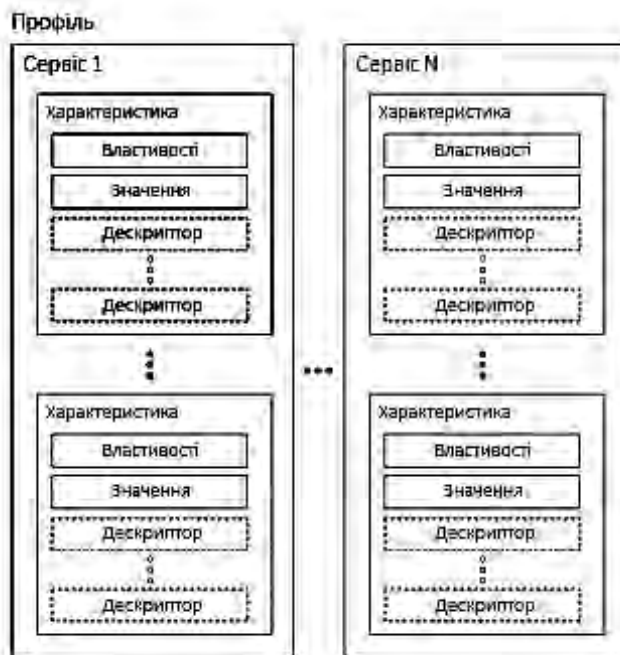 Профіль
Сервіс 1
Характеристика
Властивості
Значення
Дескриптор
Дескриптор
Характеристика
Властивості
Значення
Дескриптор
Дескриптор
Сервіс N
Характеристика
Властивості
Значення
Дескриптор
Дескриптор
Характеристика
Властивості
Значення
Дескриптор
Дескриптор